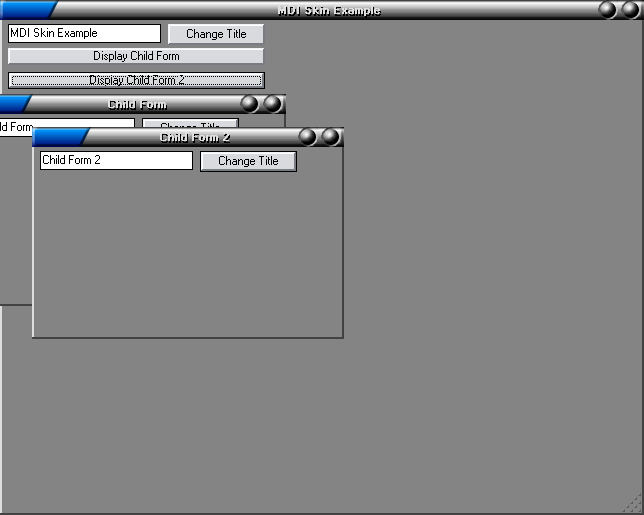 MDI Skin Example
MDI Skin Example Change Title
Display Child Form
Display Child Form 2
Child Form
ld Form Change Title
Child Form 2
Child Form 2 Change Title